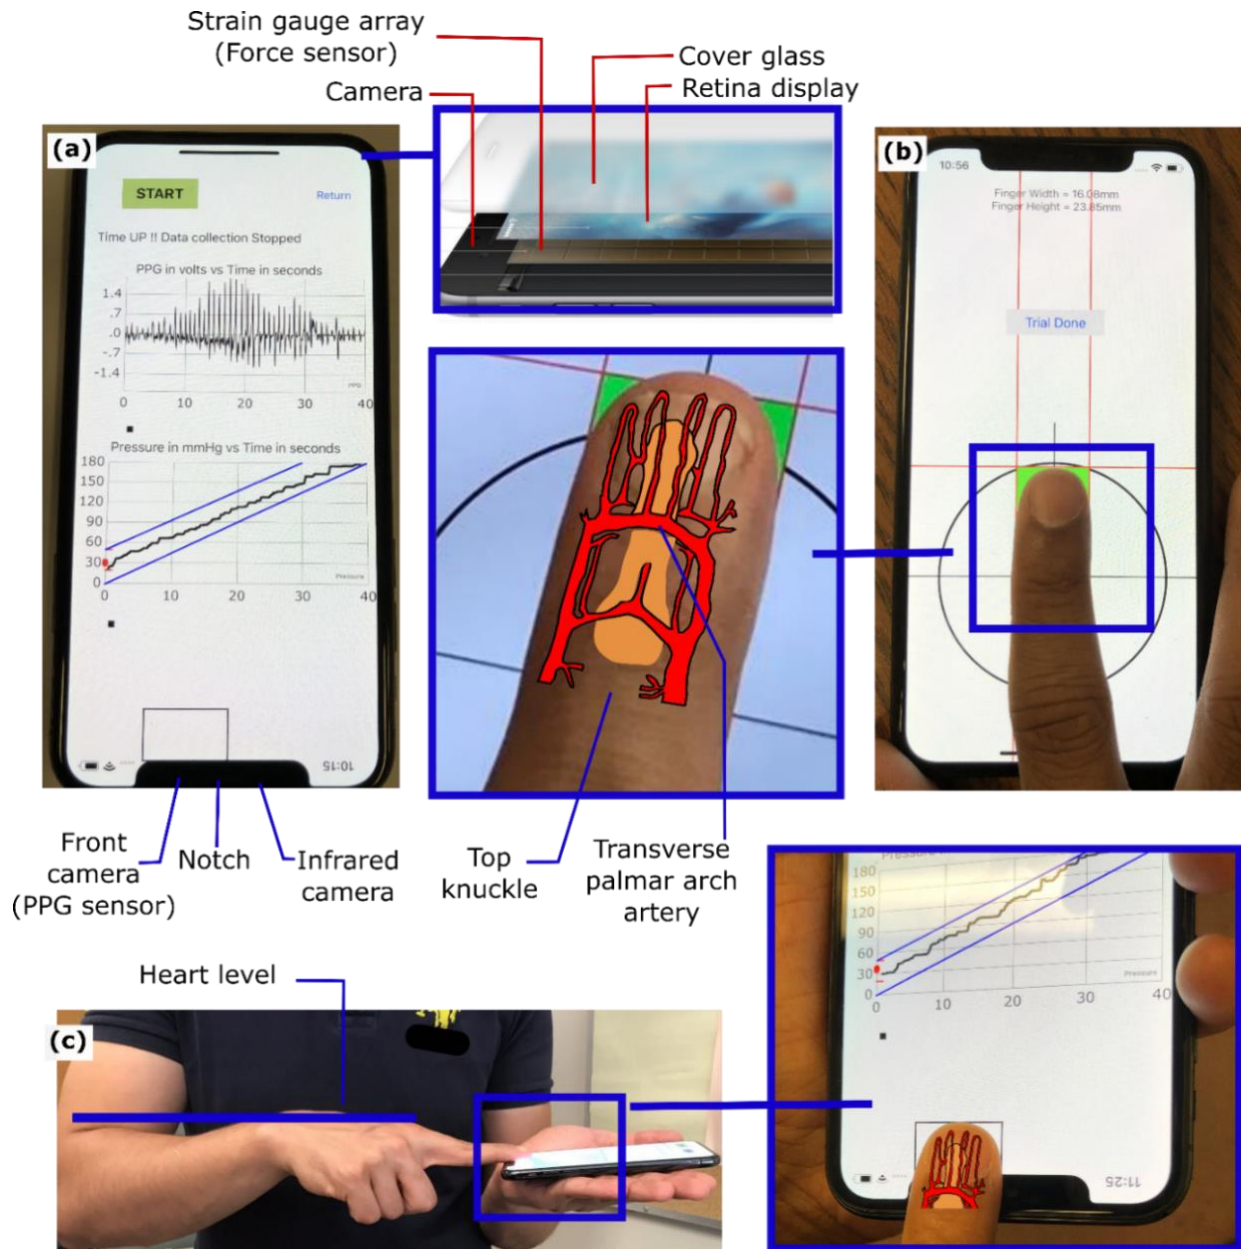 Strain gauge array
(Force sensor)
Camera
Cover glass
Retina display
(a)
START
Return
Time UP !! Data collection Stopped
PPG in volts vs Time in seconds
1.4
.7
.0
-.7
-1.4
PPG
0 10 20 30 40
Pressure in mmHg vs Time in seconds
180
150
120
90
60
30
0
Pressure
0 10 20 30 40
10:15
Front
camera
(PPG sensor)
Notch
Infrared
camera
Top
knuckle
Transverse
palmar arch
artery
(b)
10:56
Finger Width = 16.08mm
Finger Height = 23.85mm
Trial Done
(c)
Heart level
180
150
120
90
60
30
0
Pressure
0 10 20 30 40
11:25